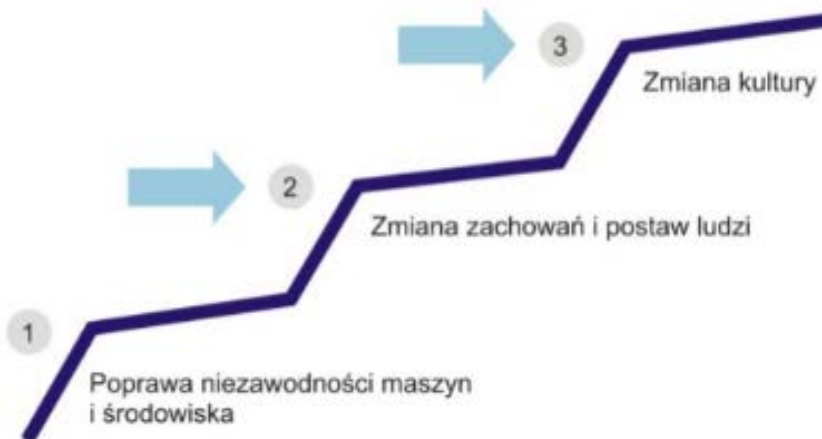 3
Zmiana kultury
2
Zmiana zachowań i postaw ludzi
1
Poprawa niezawodności maszyn
i środowiska